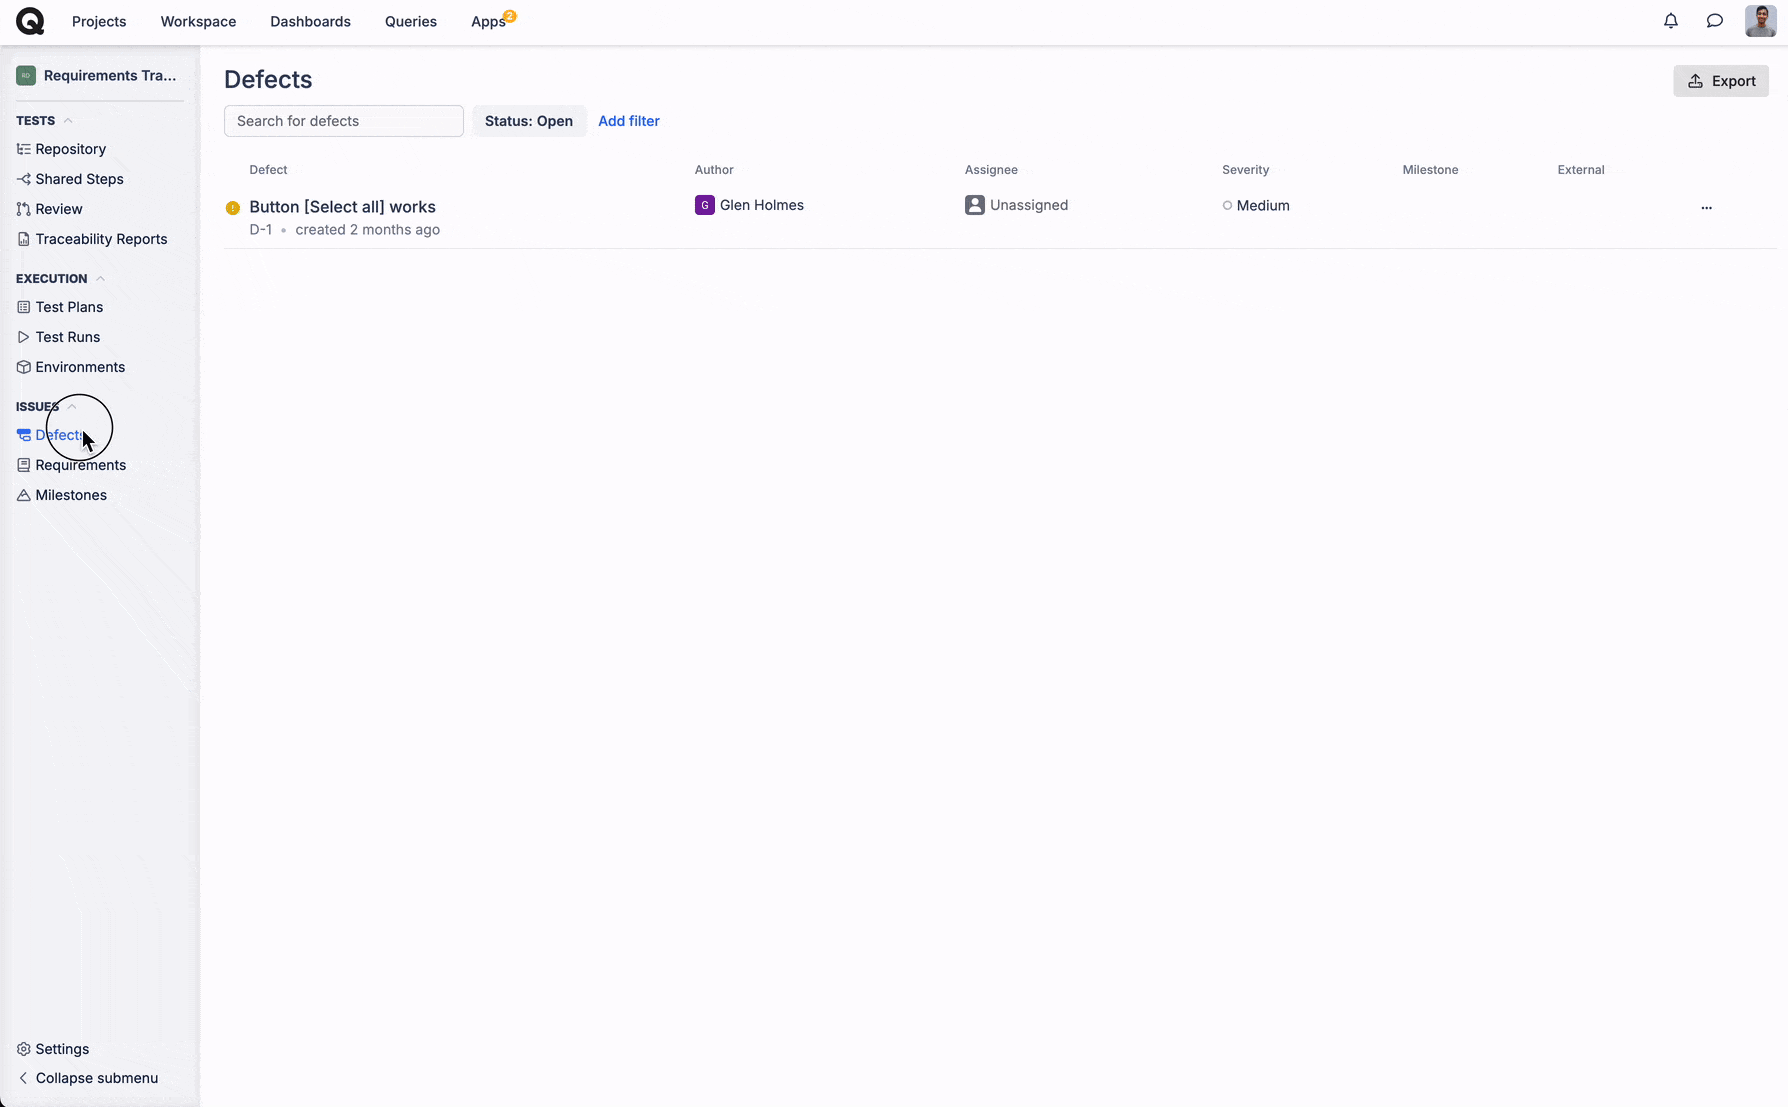 Projects
Workspace
Dashboards
Queries
Apps
2
RD
Requirements Tra...
TESTS
Repository
Shared Steps
Review
Traceability Reports
EXECUTION
Test Plans
Test Runs
Environments
ISSUES
Defects
Requirements
Milestones
Settings
Collapse submenu
Defects
Export
Search for defects
Status: Open
Add filter
Defect
Author
Assignee
Severity
Milestone
External
Button [Select all] works
G
Glen Holmes
Unassigned
Medium
...
D-1 • created 2 months ago